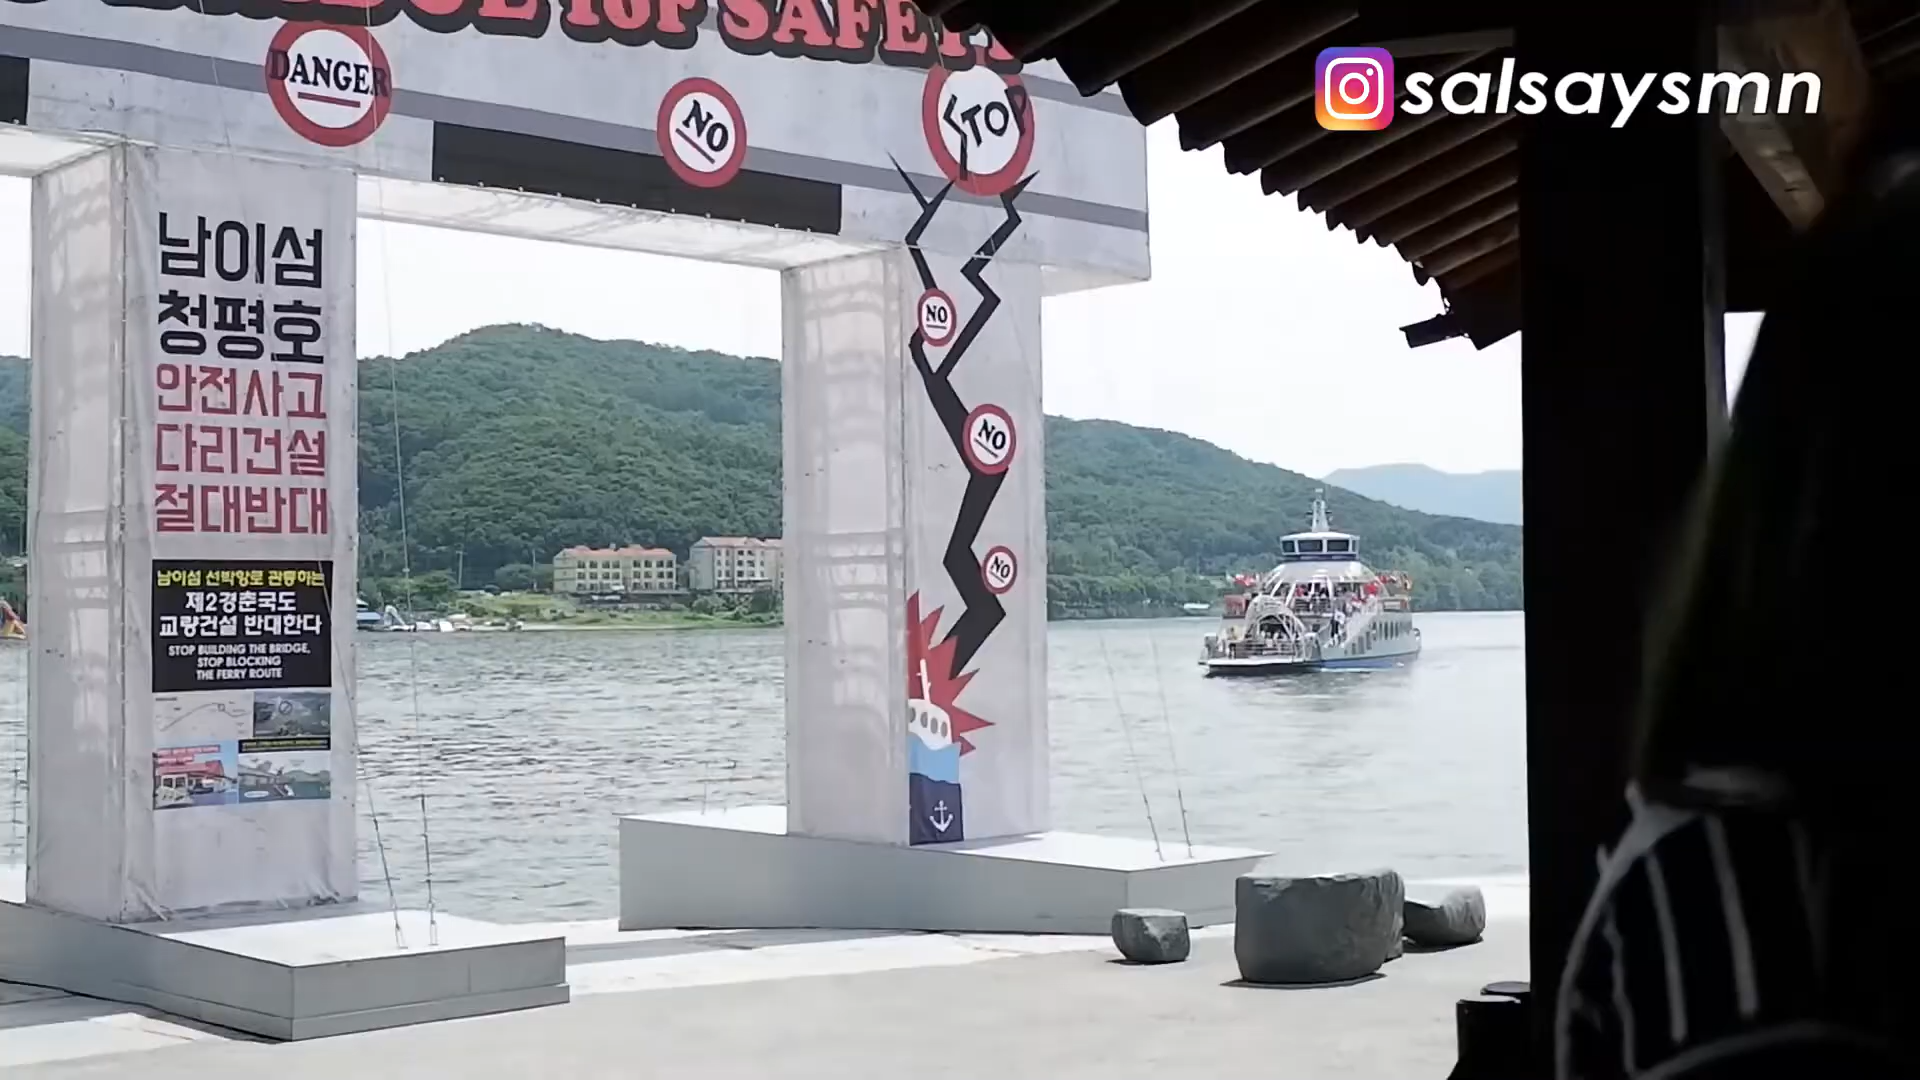 for SAFETY
DANGER
NO
STOP
salsaysmn
남이섬
청평호
안전사고
다리건설
절대반대
남이섬 선박항로 관통하는
제2경춘국도
교량건설 반대한다
STOP BUILDING THE BRIDGE,
STOP BLOCKING
THE FERRY ROUTE
NO
NO
NO